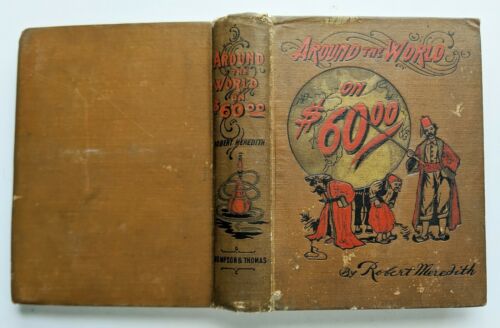 AROUND
THE
WORLD
ON
$60.00
ROBERT MEREDITH
THOMPSON & THOMAS
AROUND THE WORLD
ON
$60.00
By Robert Meredith